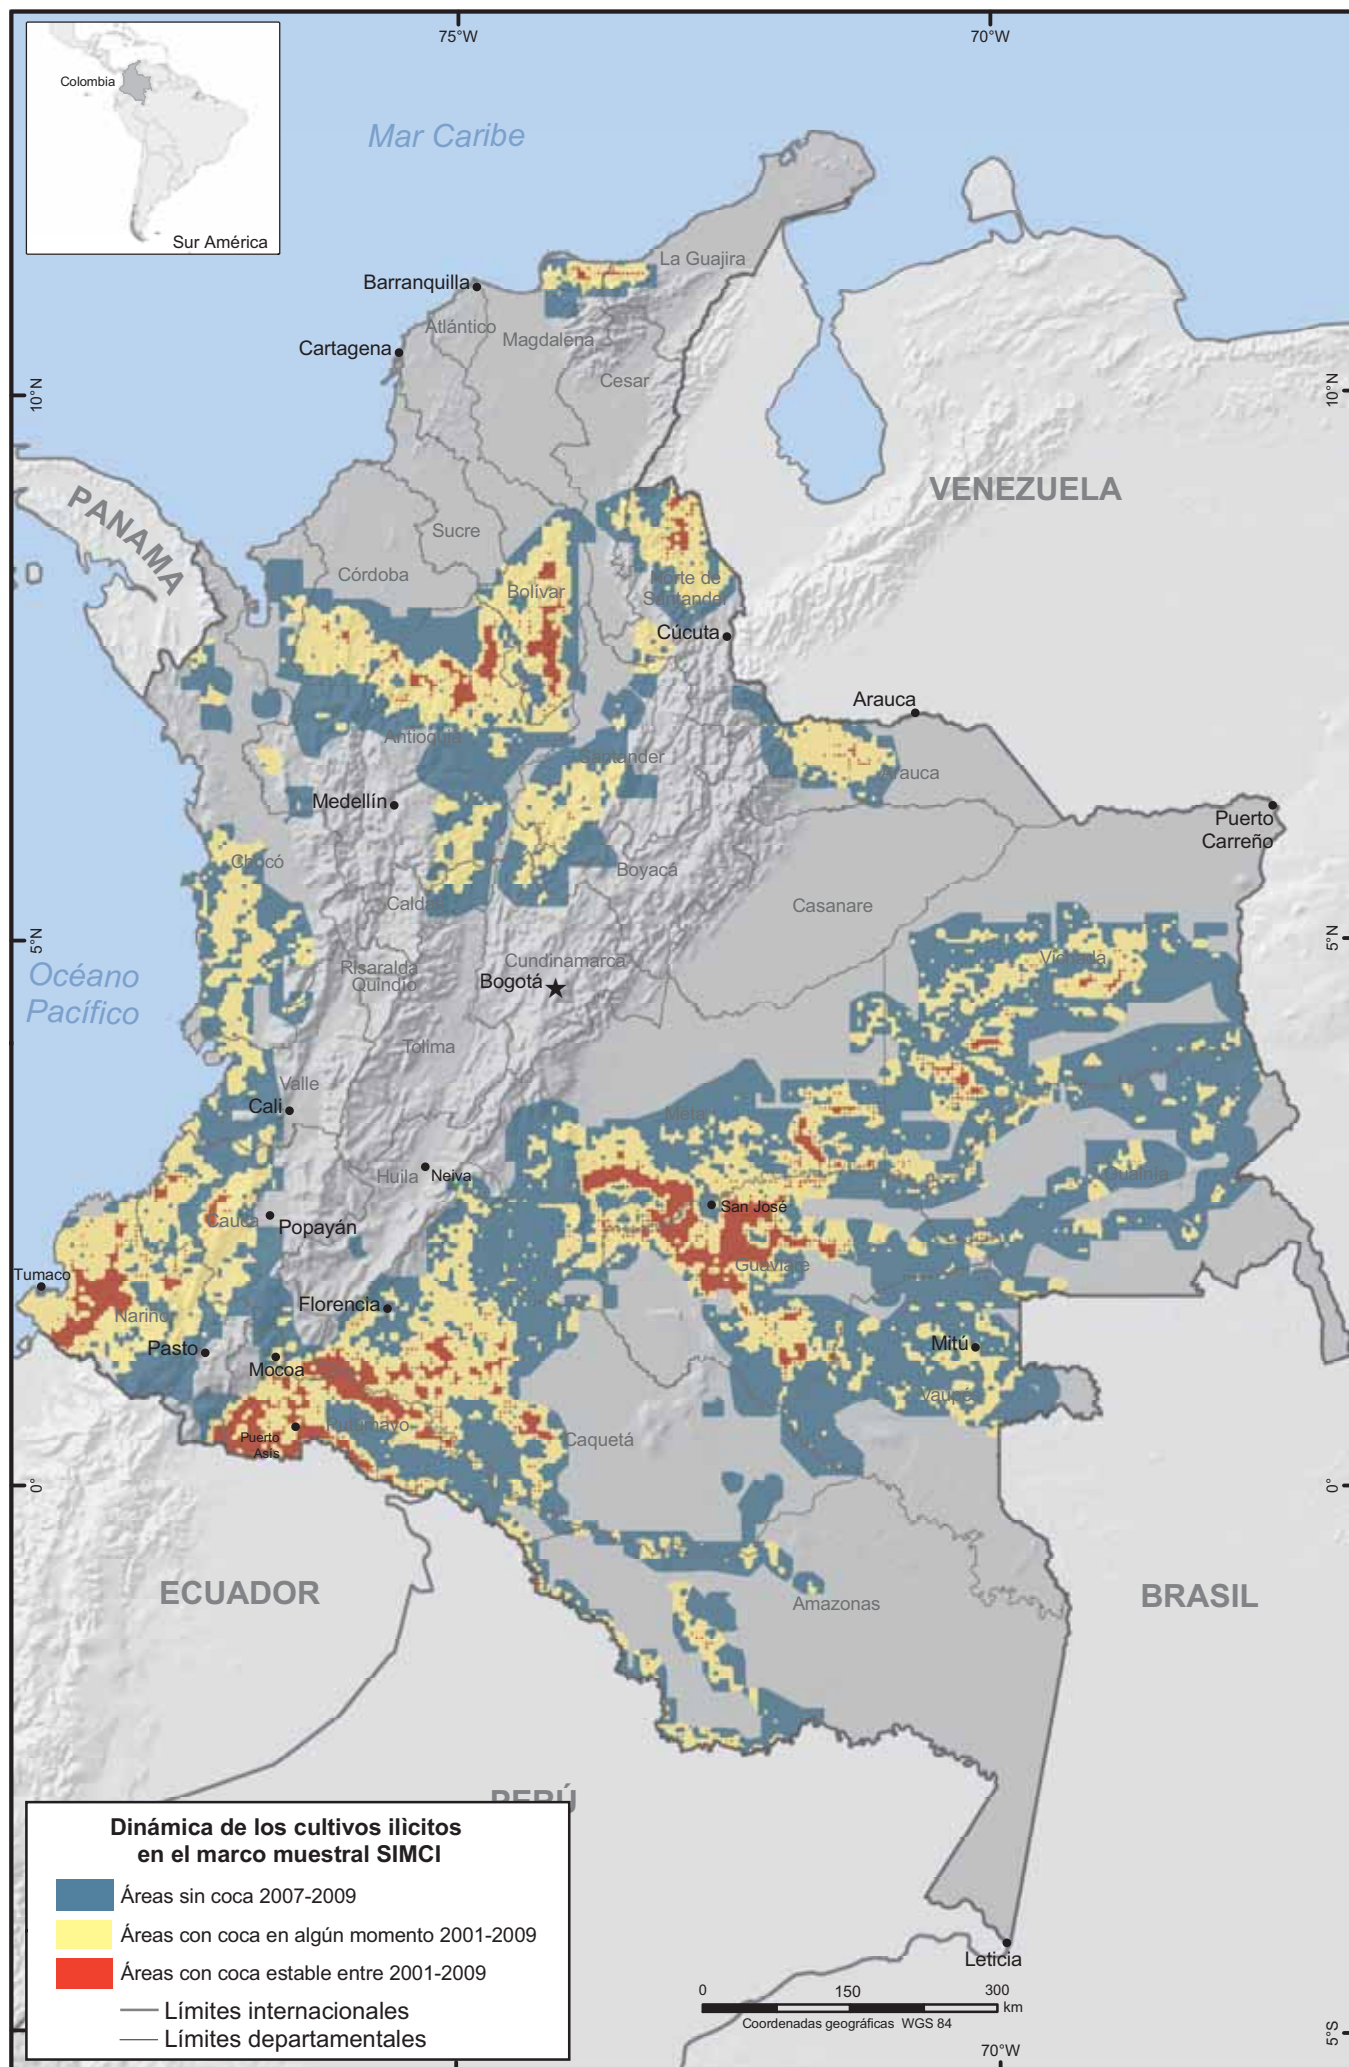 75°W
70°W
Colombia
Sur América
Mar Caribe
La Guajira
Barranquilla
Atlántico
Magdalena
Cartagena
Cesar
10°N
10°N
VENEZUELA
PANAMA
Sucre
Córdoba
Bolívar
Norte de
Santander
Cúcuta
Arauca
Antioquia
Santander
Arauca
Medellín
Puerto
Carreño
Chocó
Boyacá
Caldas
Casanare
5°N
5°N
Océano
Pacífico
Risaralda
Quindío
Cundinamarca
Bogotá
Vichada
Tolima
Valle
Cali
Meta
Huila
Neiva
Guainía
Cauca
Popayán
San José
Tumaco
Guaviare
Nariño
Florencia
Pasto
Mocoa
Mitú
Vaupés
Putumayo
Puerto
Asís
Caquetá
0°
0°
ECUADOR
Amazonas
BRASIL
PERÚ
Dinámica de los cultivos ilìcitos
en el marco muestral SIMCI
Áreas sin coca 2007-2009
Áreas con coca en algún momento 2001-2009
Áreas con coca estable entre 2001-2009
Límites internacionales
Límites departamentales
Leticia
0 150 300
km
Coordenadas geográficas WGS 84
5°S
70°W